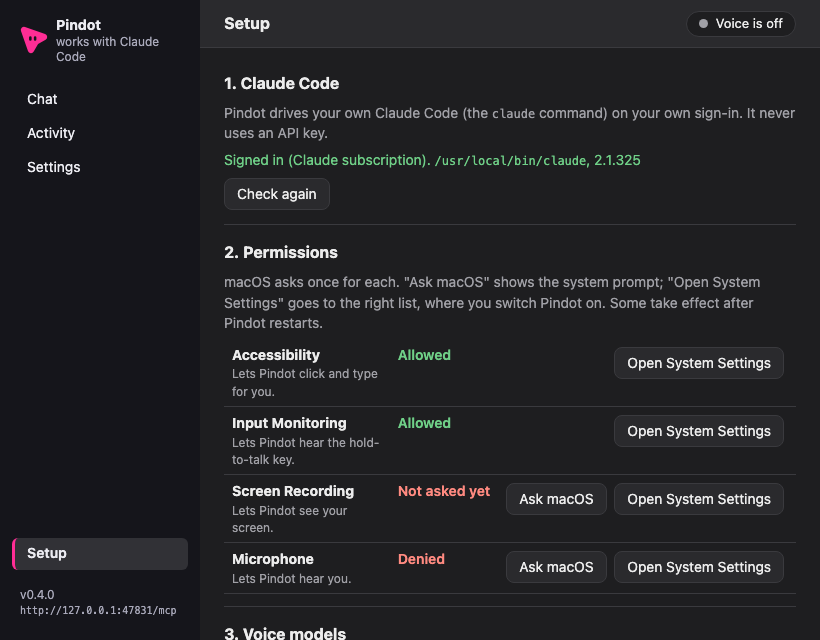 Pindot
works with Claude
Code
Chat
Activity
Settings
Setup
v0.4.0
http://127.0.0.1:47831/mcp
Setup
Voice is off
1. Claude Code
Pindot drives your own Claude Code (the claude command) on your own sign-in. It never
uses an API key.
Signed in (Claude subscription). /usr/local/bin/claude, 2.1.325
Check again
2. Permissions
macOS asks once for each. "Ask macOS" shows the system prompt; "Open System
Settings" goes to the right list, where you switch Pindot on. Some take effect after
Pindot restarts.
Accessibility
Lets Pindot click and type
for you.
Allowed
Open System Settings
Input Monitoring
Lets Pindot hear the hold-
to-talk key.
Allowed
Open System Settings
Screen Recording
Lets Pindot see your
screen.
Not asked yet
Ask macOS
Open System Settings
Microphone
Lets Pindot hear you.
Denied
Ask macOS
Open System Settings
3. Voice models